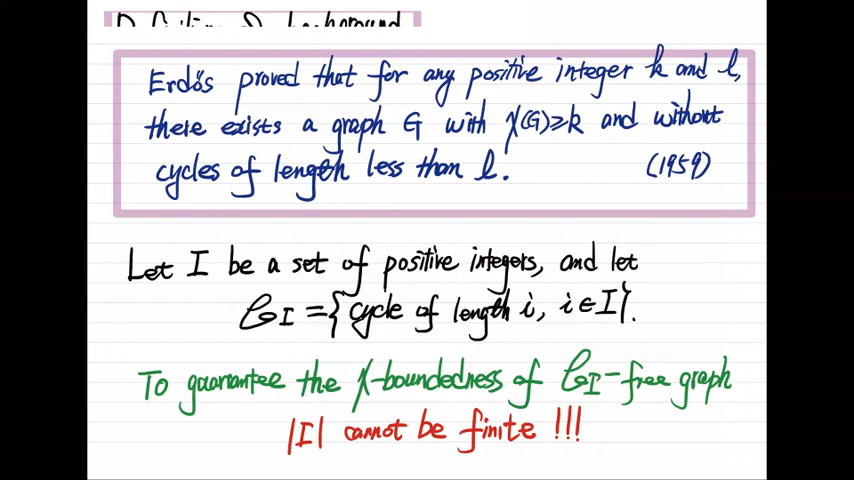 Erdős proved that for any positive integer k and l,
there exists a graph G with χ(G)≥k and without
cycles of length less than l. (1959)
Let I be a set of positive integers, and let
𝒞_I = {cycle of length i, i ∈ I}.
To guarantee the χ-boundedness of 𝒞_I-free graph
|I| cannot be finite !!!